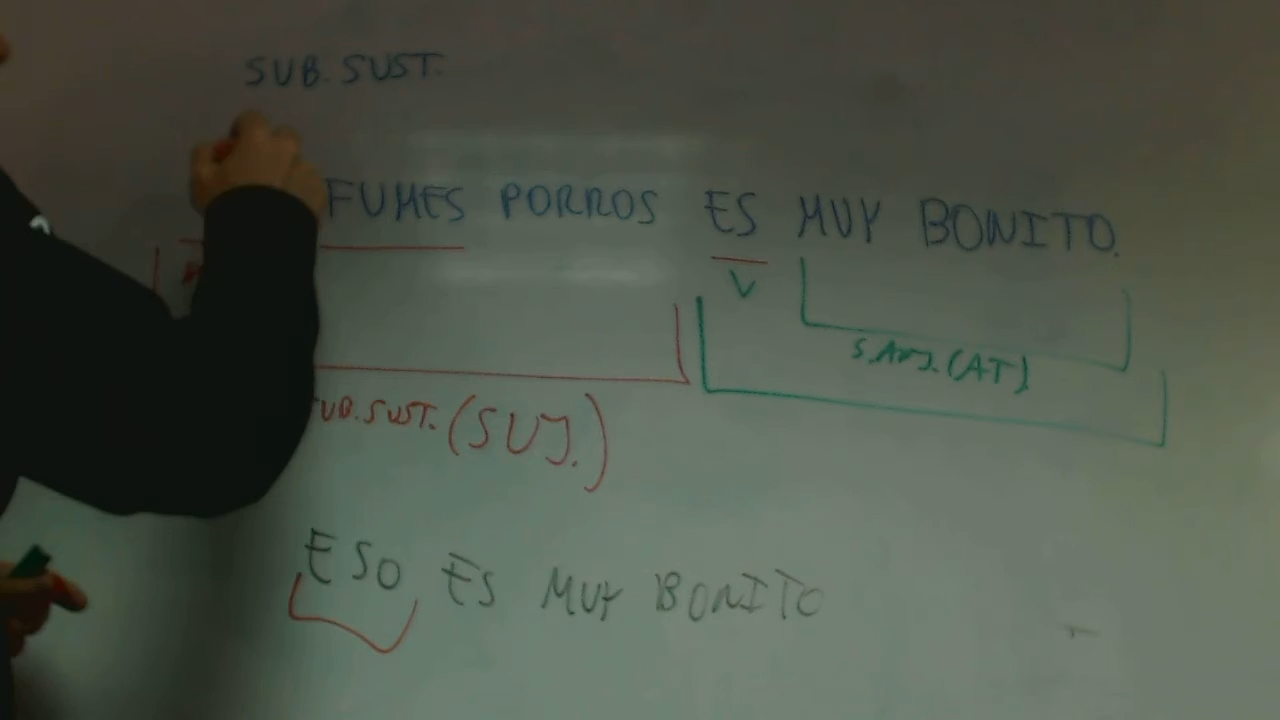 SUB. SUST.
FUMES PORROS ES MUY BONITO.
V
S.ADJ. (AT)
SUB.SUST. (SUJ.)
ESO ES MUY BONITO